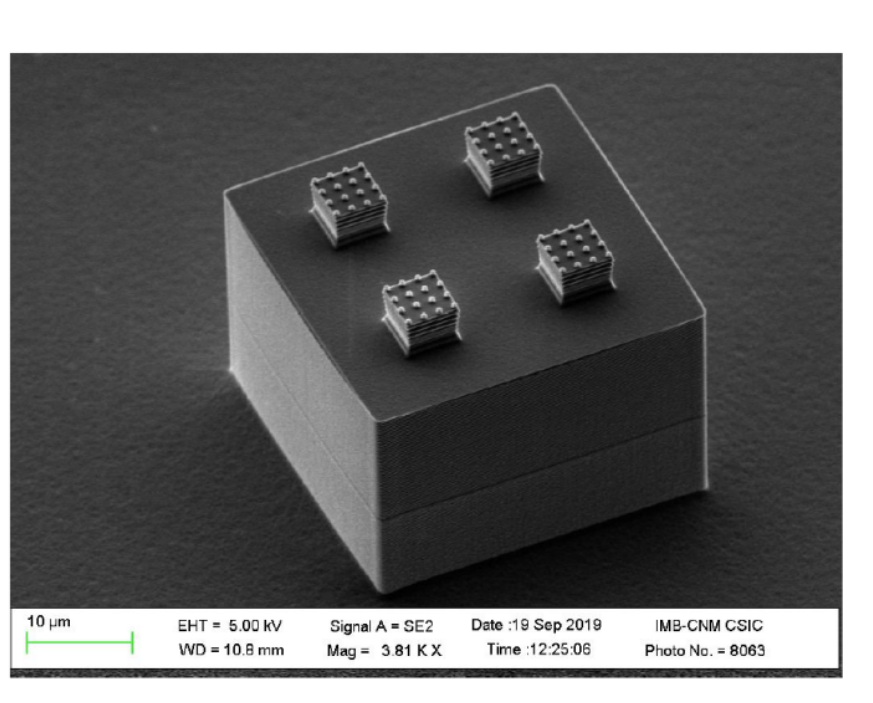 10 µm
EHT = 5.00 kV Signal A = SE2 Date :19 Sep 2019 IMB-CNM CSIC
WD = 10.8 mm Mag = 3.81 K X Time :12:25:06 Photo No. = 8063